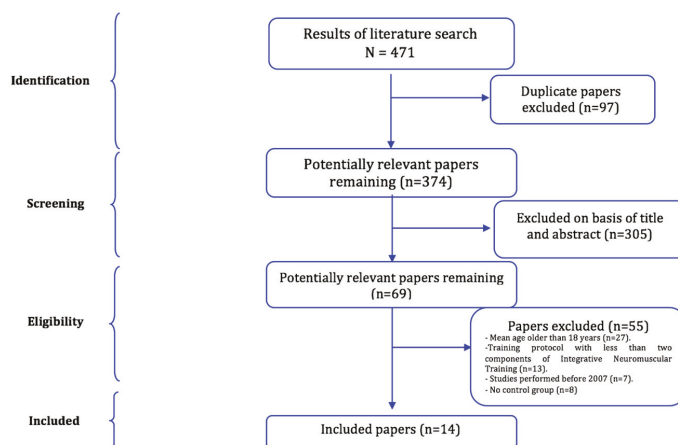 Results of literature search
N = 471
Identification
Duplicate papers
excluded (n=97)
Potentially relevant papers
remaining (n=374)
Screening
Excluded on basis of title
and abstract (n=305)
Potentially relevant papers remaining
(n=69)
Eligibility
Papers excluded (n=55)
- Mean age older than 18 years (n=27).
-Training protocol with less than two
components of Integrative Neuromuscular
Training (n=13).
- Studies performed before 2007 (n=7).
- No control group (n=8)
Included
Included papers (n=14)